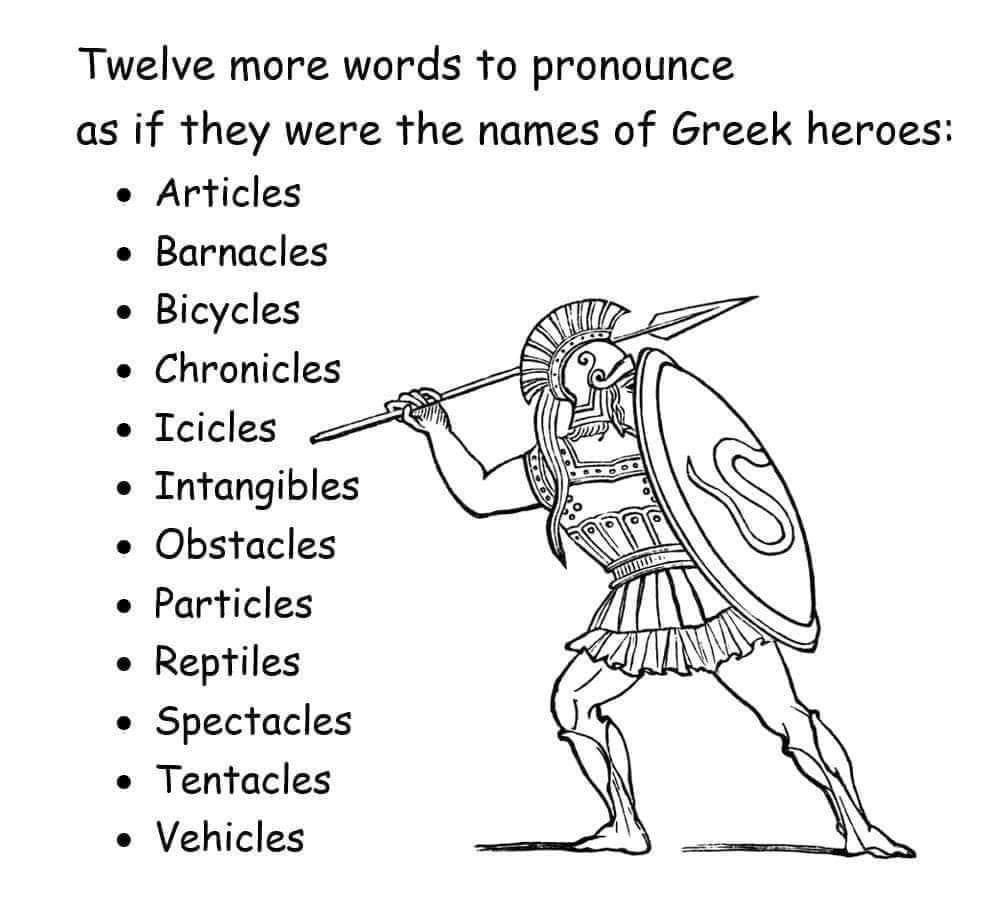 Twelve more words to pronounce
as if they were the names of Greek heroes:
• Articles
• Barnacles
• Bicycles
• Chronicles
• Icicles
• Intangibles
• Obstacles
• Particles
• Reptiles
• Spectacles
• Tentacles
• Vehicles